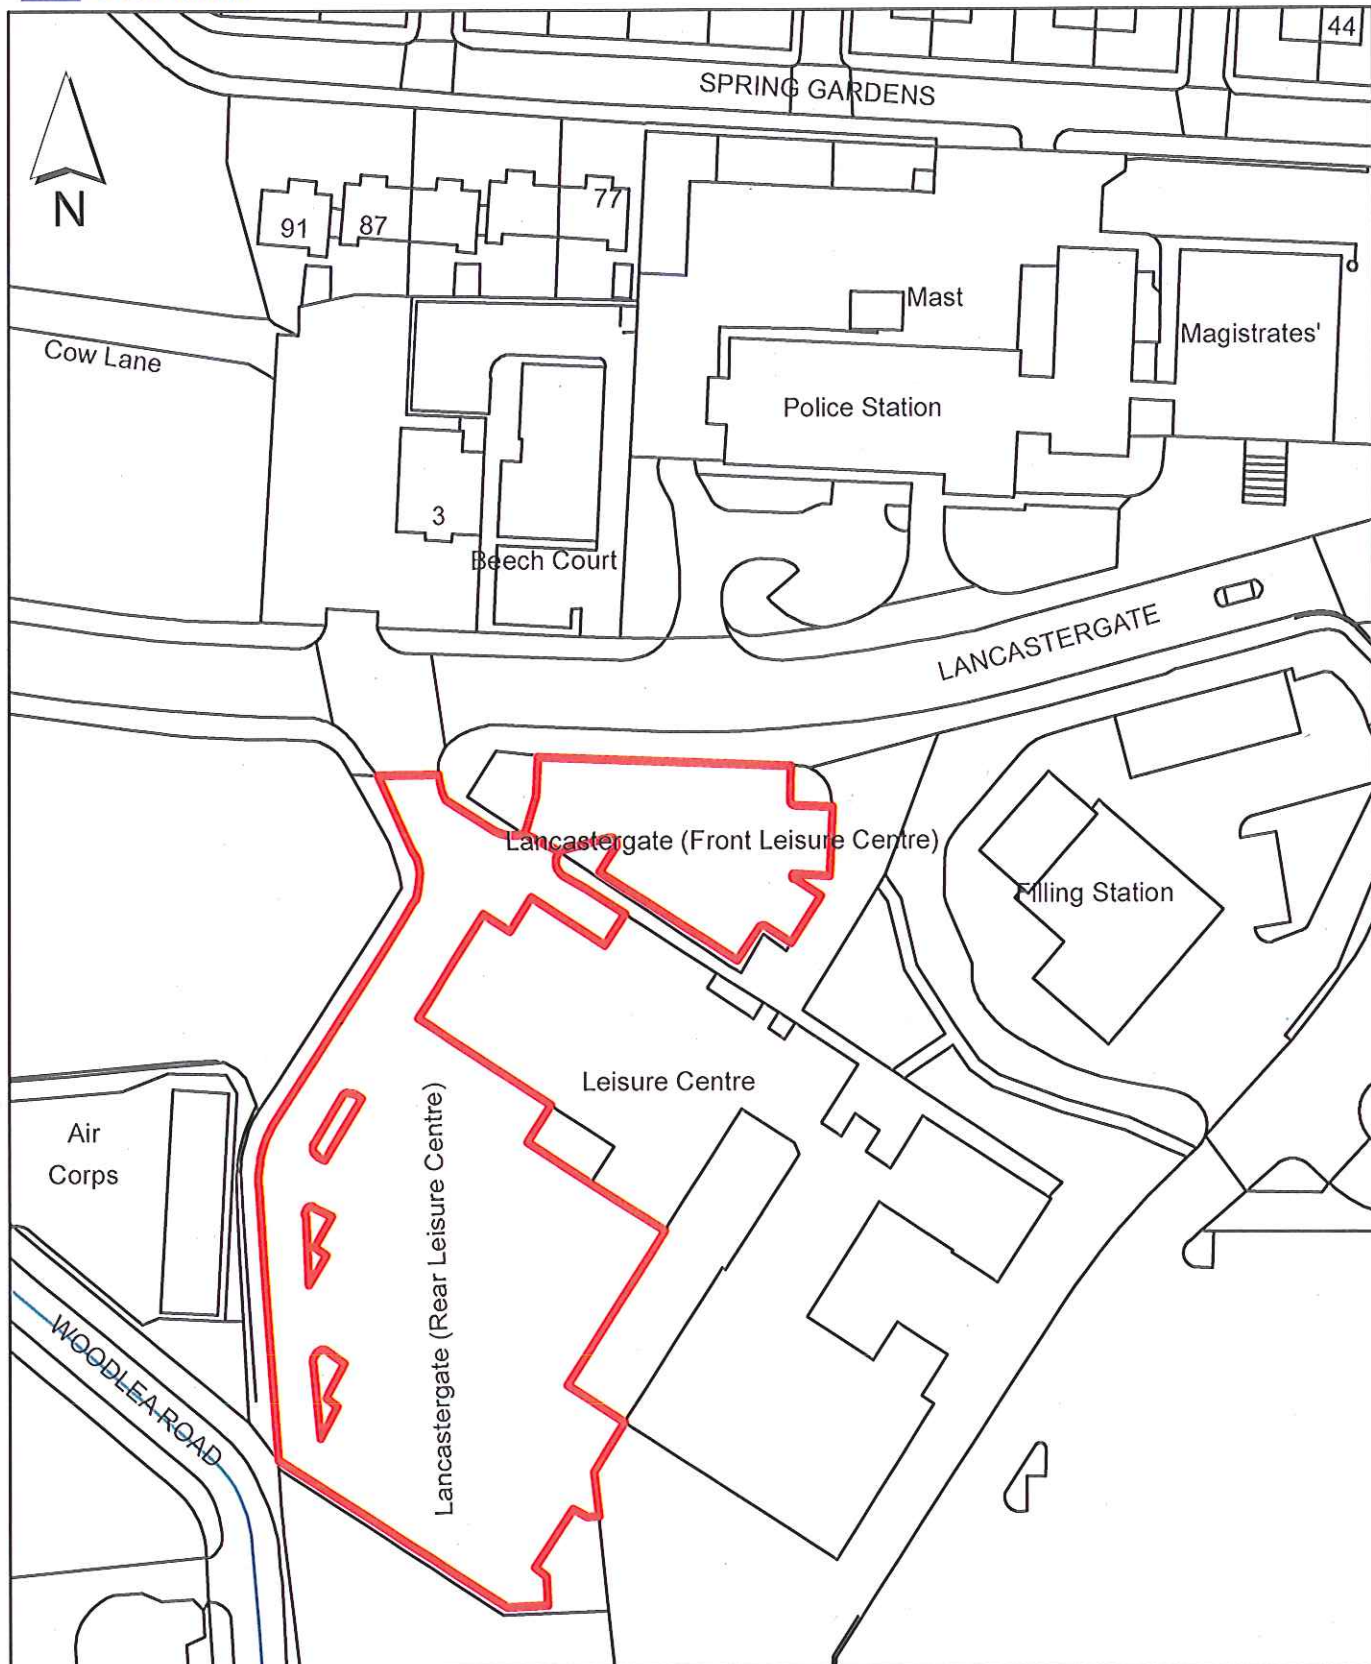 44
SPRING GARDENS
N
91
87
77
Mast
Magistrates'
Cow Lane
Police Station
3
Beech Court
LANCASTERGATE
Lancastergate (Front Leisure Centre)
Filling Station
Leisure Centre
Air
Corps
Lancastergate (Rear Leisure Centre)
WOODLEA ROAD